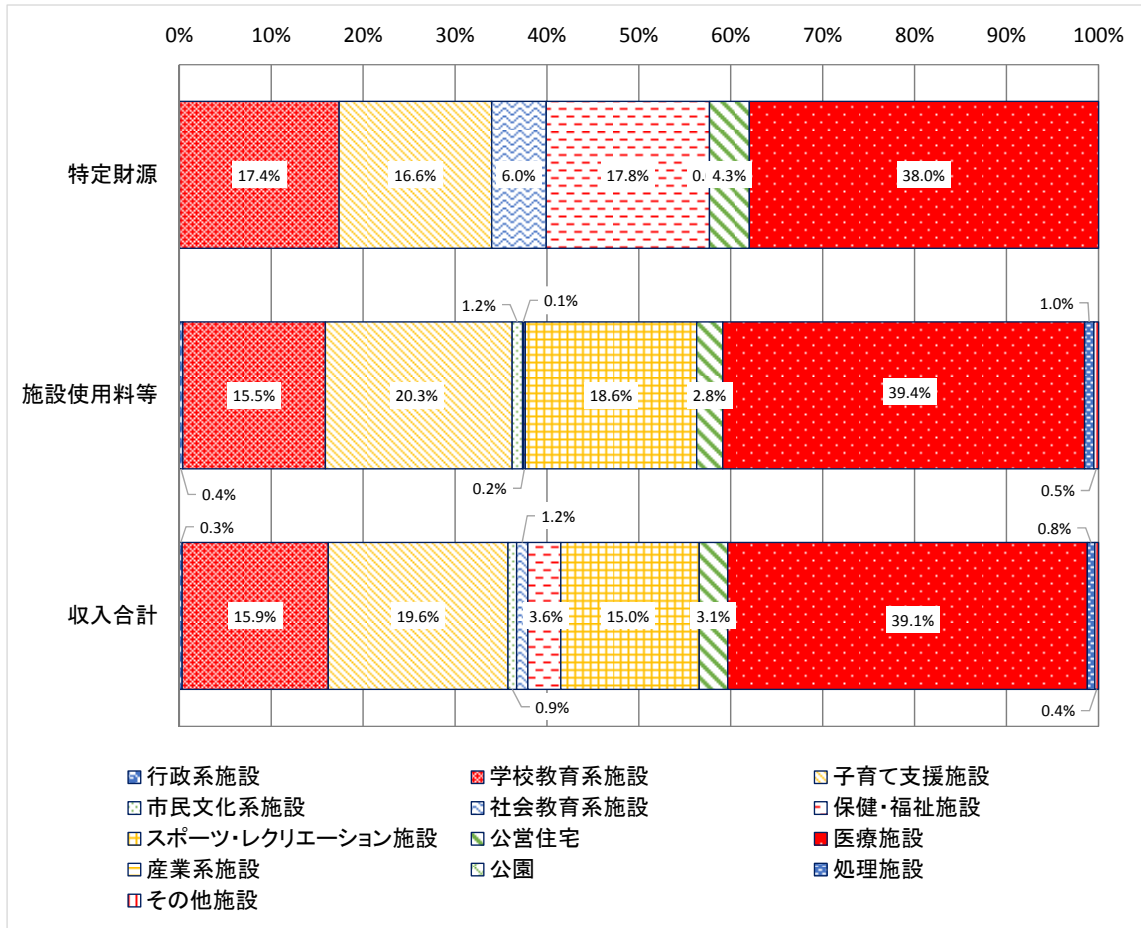 0% 10% 20% 30% 40% 50% 60% 70% 80% 90% 100%
特定財源 17.4% 16.6% 6.0% 17.8% 0. 4.3% 38.0%
1.2% 0.1% 1.0%
施設使用料等 15.5% 20.3% 18.6% 2.8% 39.4%
0.4% 0.2% 0.5%
0.3% 1.2% 0.8%
収入合計 15.9% 19.6% 3.6% 15.0% 3.1% 39.1%
0.9% 0.4%
行政系施設 学校教育系施設 子育て支援施設
市民文化系施設 社会教育系施設 保健・福祉施設
スポーツ・レクリエーション施設 公営住宅 医療施設
産業系施設 公園 処理施設
その他施設